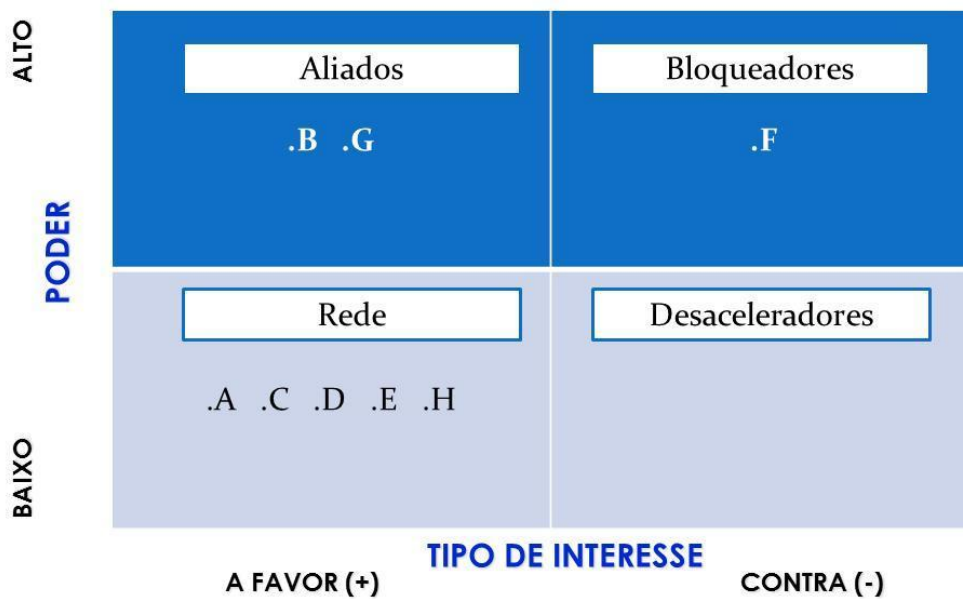 ALTO
Aliados
Bloqueadores
.B .G
.F
PODER
Rede
Desaceleradores
.A .C .D .E .H
BAIXO
TIPO DE INTERESSE
A FAVOR (+)
CONTRA (-)